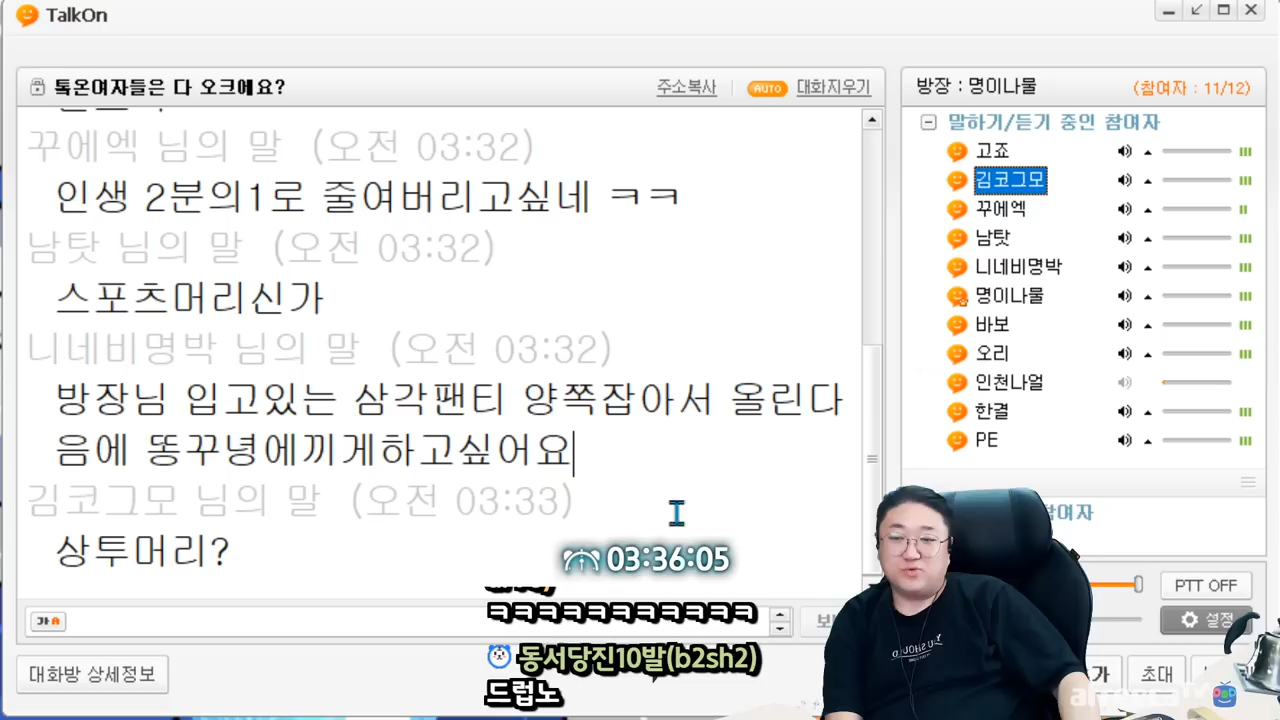 TalkOn
톡온여자들은 다 오크에요?
주소복사
AUTO
대화지우기
꾸에엑 님의 말 (오전 03:32)
인생 2분의1로 줄여버리고싶네 ㅋㅋ
남탓 님의 말 (오전 03:32)
스포츠머리신가
니네비명박 님의 말 (오전 03:32)
방장님 입고있는 삼각팬티 양쪽잡아서 올린다
음에 똥꾸녕에끼게하고싶어요
김코그모 님의 말 (오전 03:33)
상투머리?
03:36:05
가A
ㅋㅋㅋㅋㅋㅋㅋㅋㅋㅋㅋ
동서당진10발(b2sh2)
드럽노
대화방 상세정보
방장 : 명이나물
(참여자 : 11/12)
말하기/듣기 중인 참여자
고죠
김코그모
꾸에엑
남탓
니네비명박
명이나물
바보
오리
인천나얼
한결
PE
참여자
PTT OFF
설정
초대